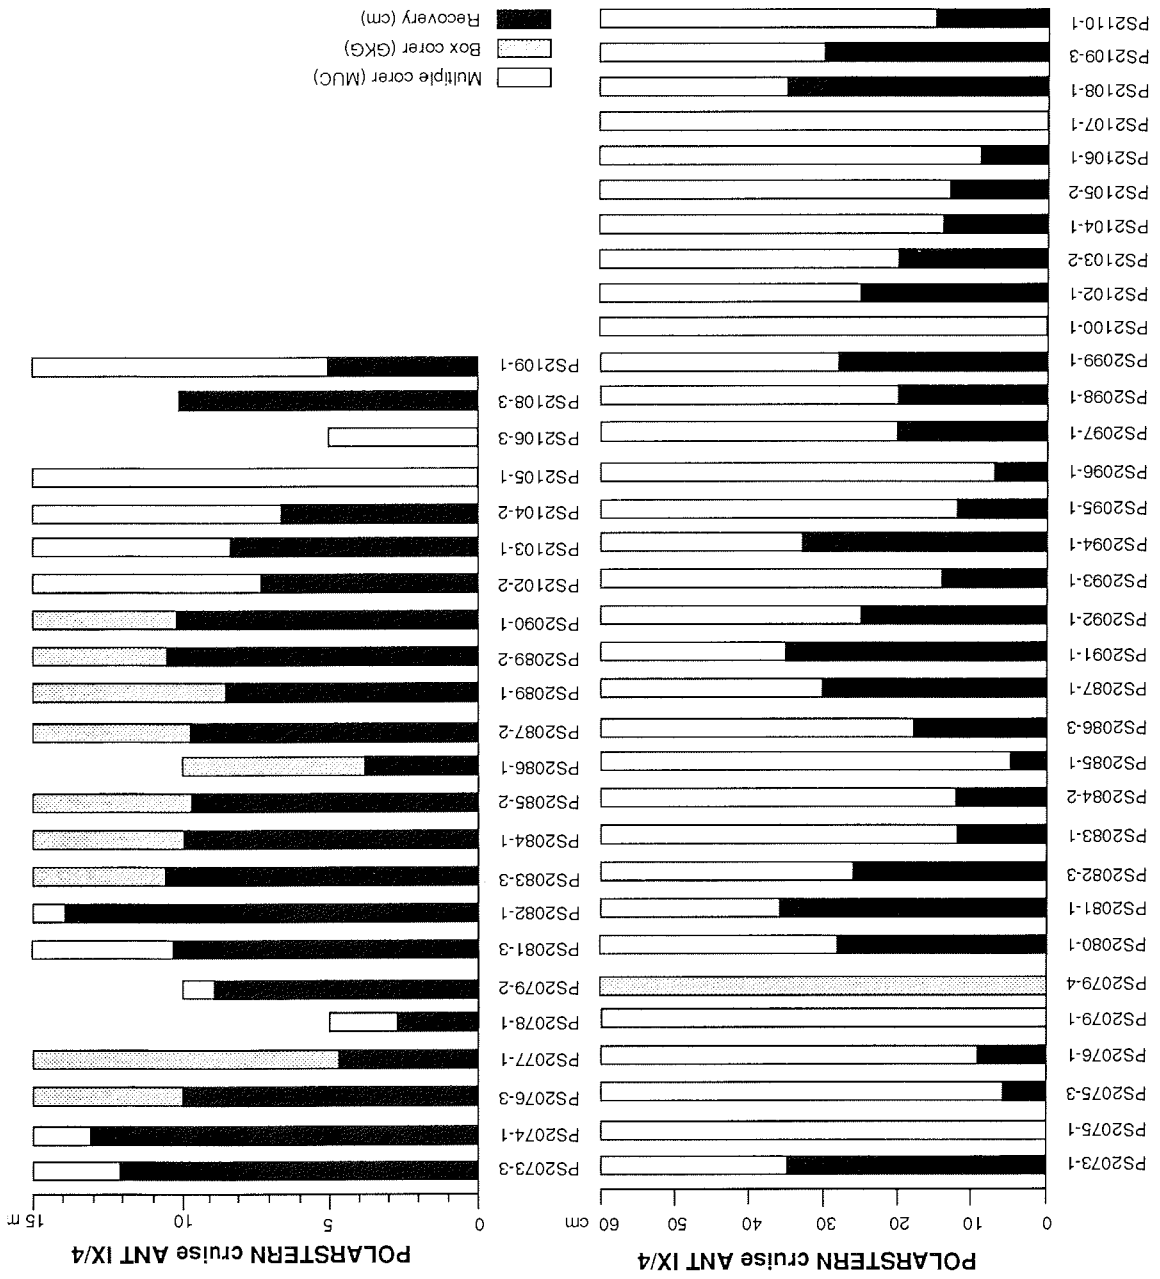 POLARSTERN cruise ANT IX/4
0 10 20 30 40 50 60 cm
PS2073-1
PS2075-1
PS2075-3
PS2076-1
PS2079-1
PS2079-4
PS2080-1
PS2081-1
PS2082-3
PS2083-1
PS2084-2
PS2085-1
PS2086-3
PS2087-1
PS2091-1
PS2092-1
PS2093-1
PS2094-1
PS2095-1
PS2096-1
PS2097-1
PS2098-1
PS2099-1
PS2100-1
PS2102-1
PS2103-2
PS2104-1
PS2105-2
PS2106-1
PS2107-1
PS2108-1
PS2109-3
PS2110-1
POLARSTERN cruise ANT IX/4
0 5 10 15 m
PS2073-3
PS2074-1
PS2076-3
PS2077-1
PS2078-1
PS2079-2
PS2081-3
PS2082-1
PS2083-3
PS2084-1
PS2085-2
PS2086-1
PS2087-2
PS2089-1
PS2089-2
PS2090-1
PS2102-2
PS2103-1
PS2104-2
PS2105-1
PS2106-3
PS2108-3
PS2109-1
Multiple corer (MUC)
Box corer (GKG)
Recovery (cm)